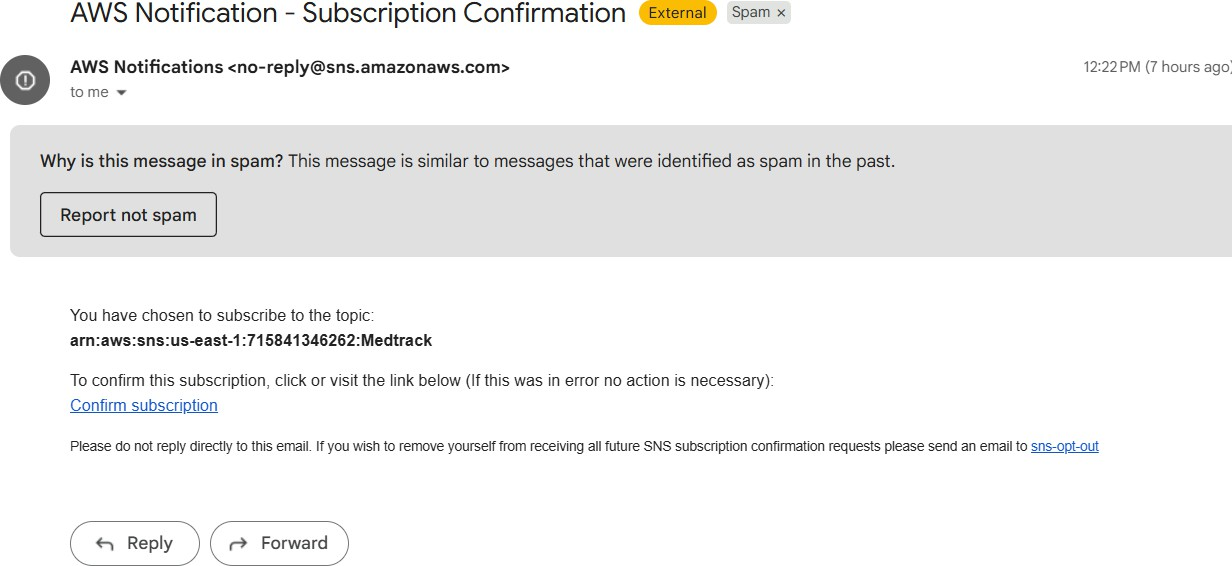 AWS Notification - Subscription Confirmation External Spam ×
AWS Notifications <no-reply@sns.amazonaws.com> 12:22 PM (7 hours ago)
to me
Why is this message in spam? This message is similar to messages that were identified as spam in the past.
Report not spam
You have chosen to subscribe to the topic:
arn:aws:sns:us-east-1:715841346262:Medtrack
To confirm this subscription, click or visit the link below (If this was in error no action is necessary):
Confirm subscription
Please do not reply directly to this email. If you wish to remove yourself from receiving all future SNS subscription confirmation requests please send an email to sns-opt-out
Reply Forward